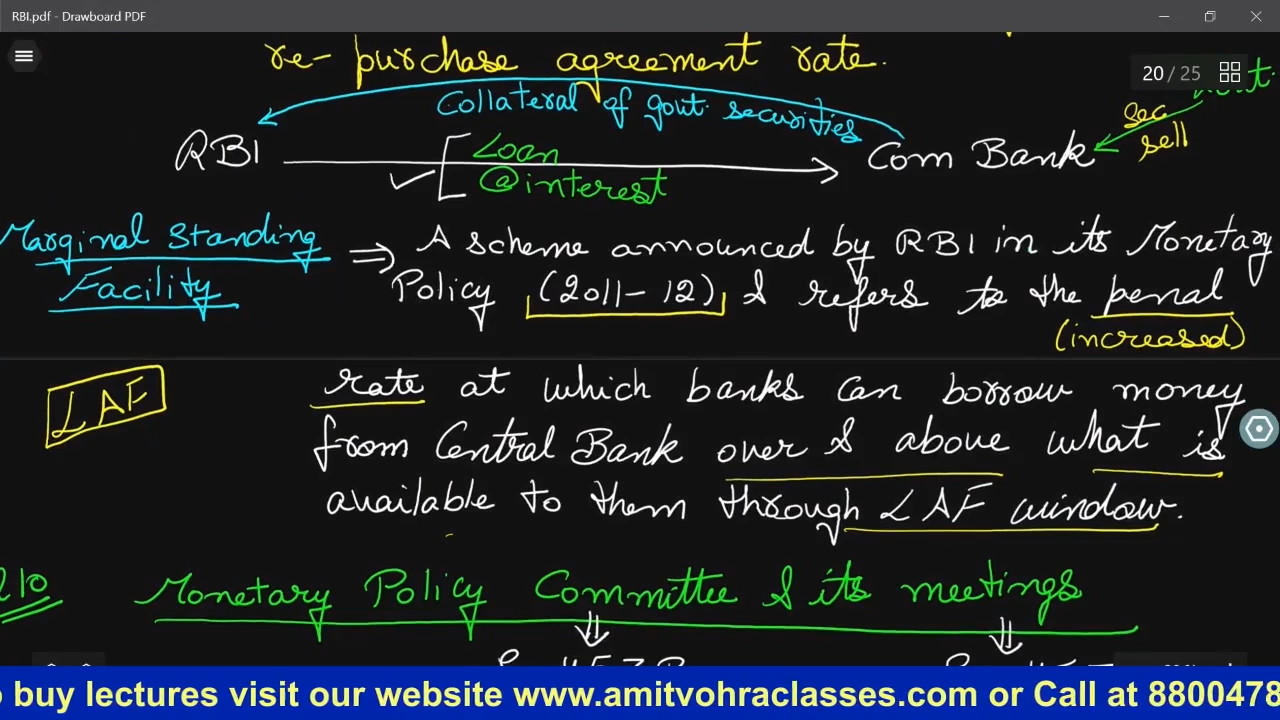 RBI.pdf - Drawboard PDF
re- purchase agreement rate.
20 / 25
Collateral of govt. securities
sec
sell
RBI
Loan
@interest
Com Bank
Marginal Standing
Facility
⇒ A scheme announced by RBI in its Monetary
Policy (2011-12) & refers to the penal
(increased)
LAF
rate at which banks can borrow money
from Central Bank over & above what is
available to them through LAF window.
Monetary Policy Committee & its meetings
buy lectures visit our website www.amitvohraclasses.com or Call at 8800478